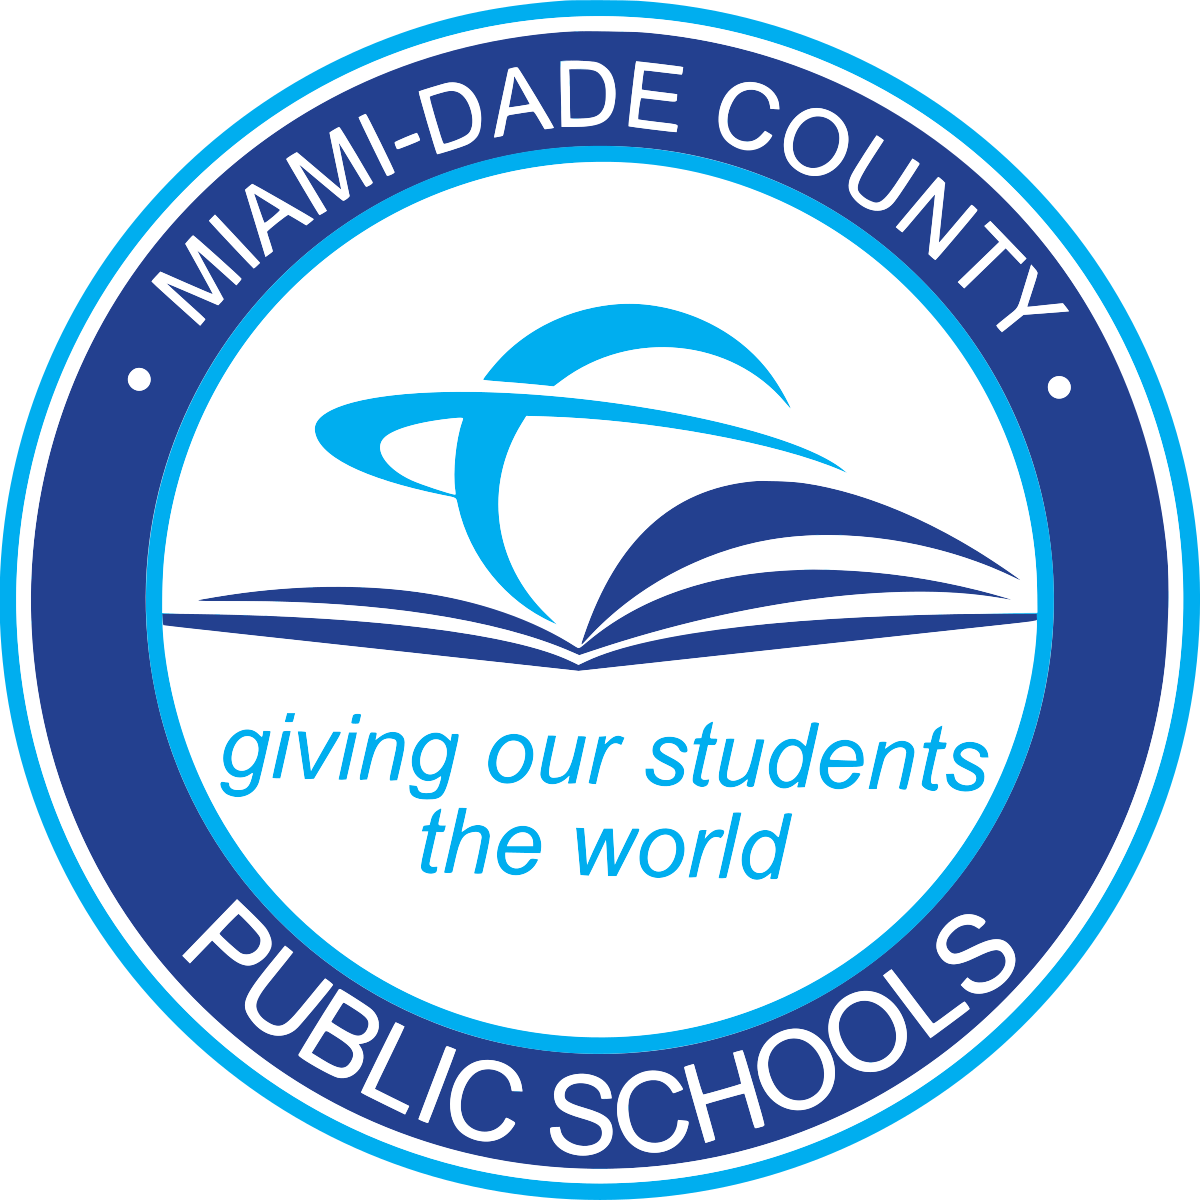 MIAMI-DADE COUNTY
giving our students
the world
PUBLIC SCHOOLS